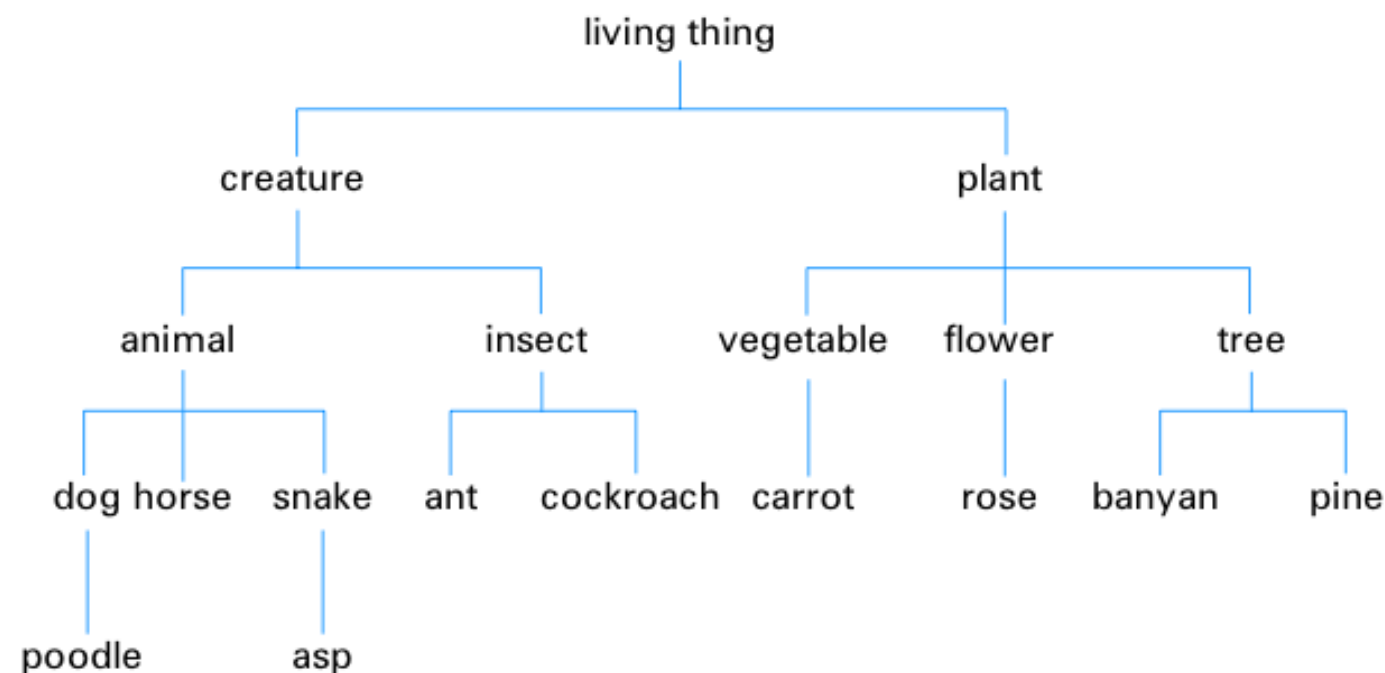 living thing
creature plant
animal insect vegetable flower tree
dog horse snake ant cockroach carrot rose banyan pine
poodle asp